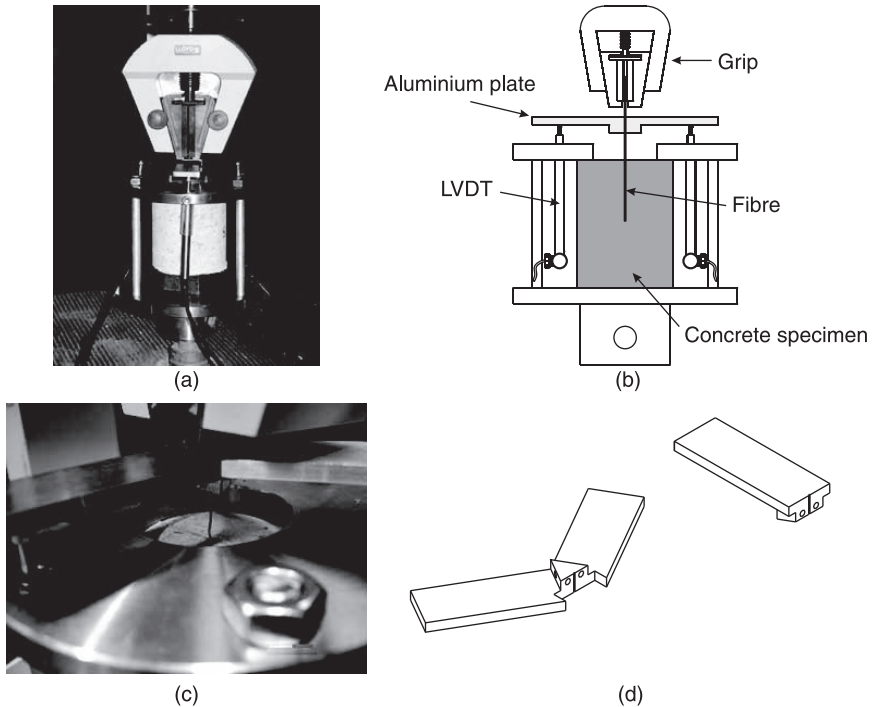 Grip
Aluminium plate
LVDT
Fibre
Concrete specimen
(a)
(b)
(c)
(d)